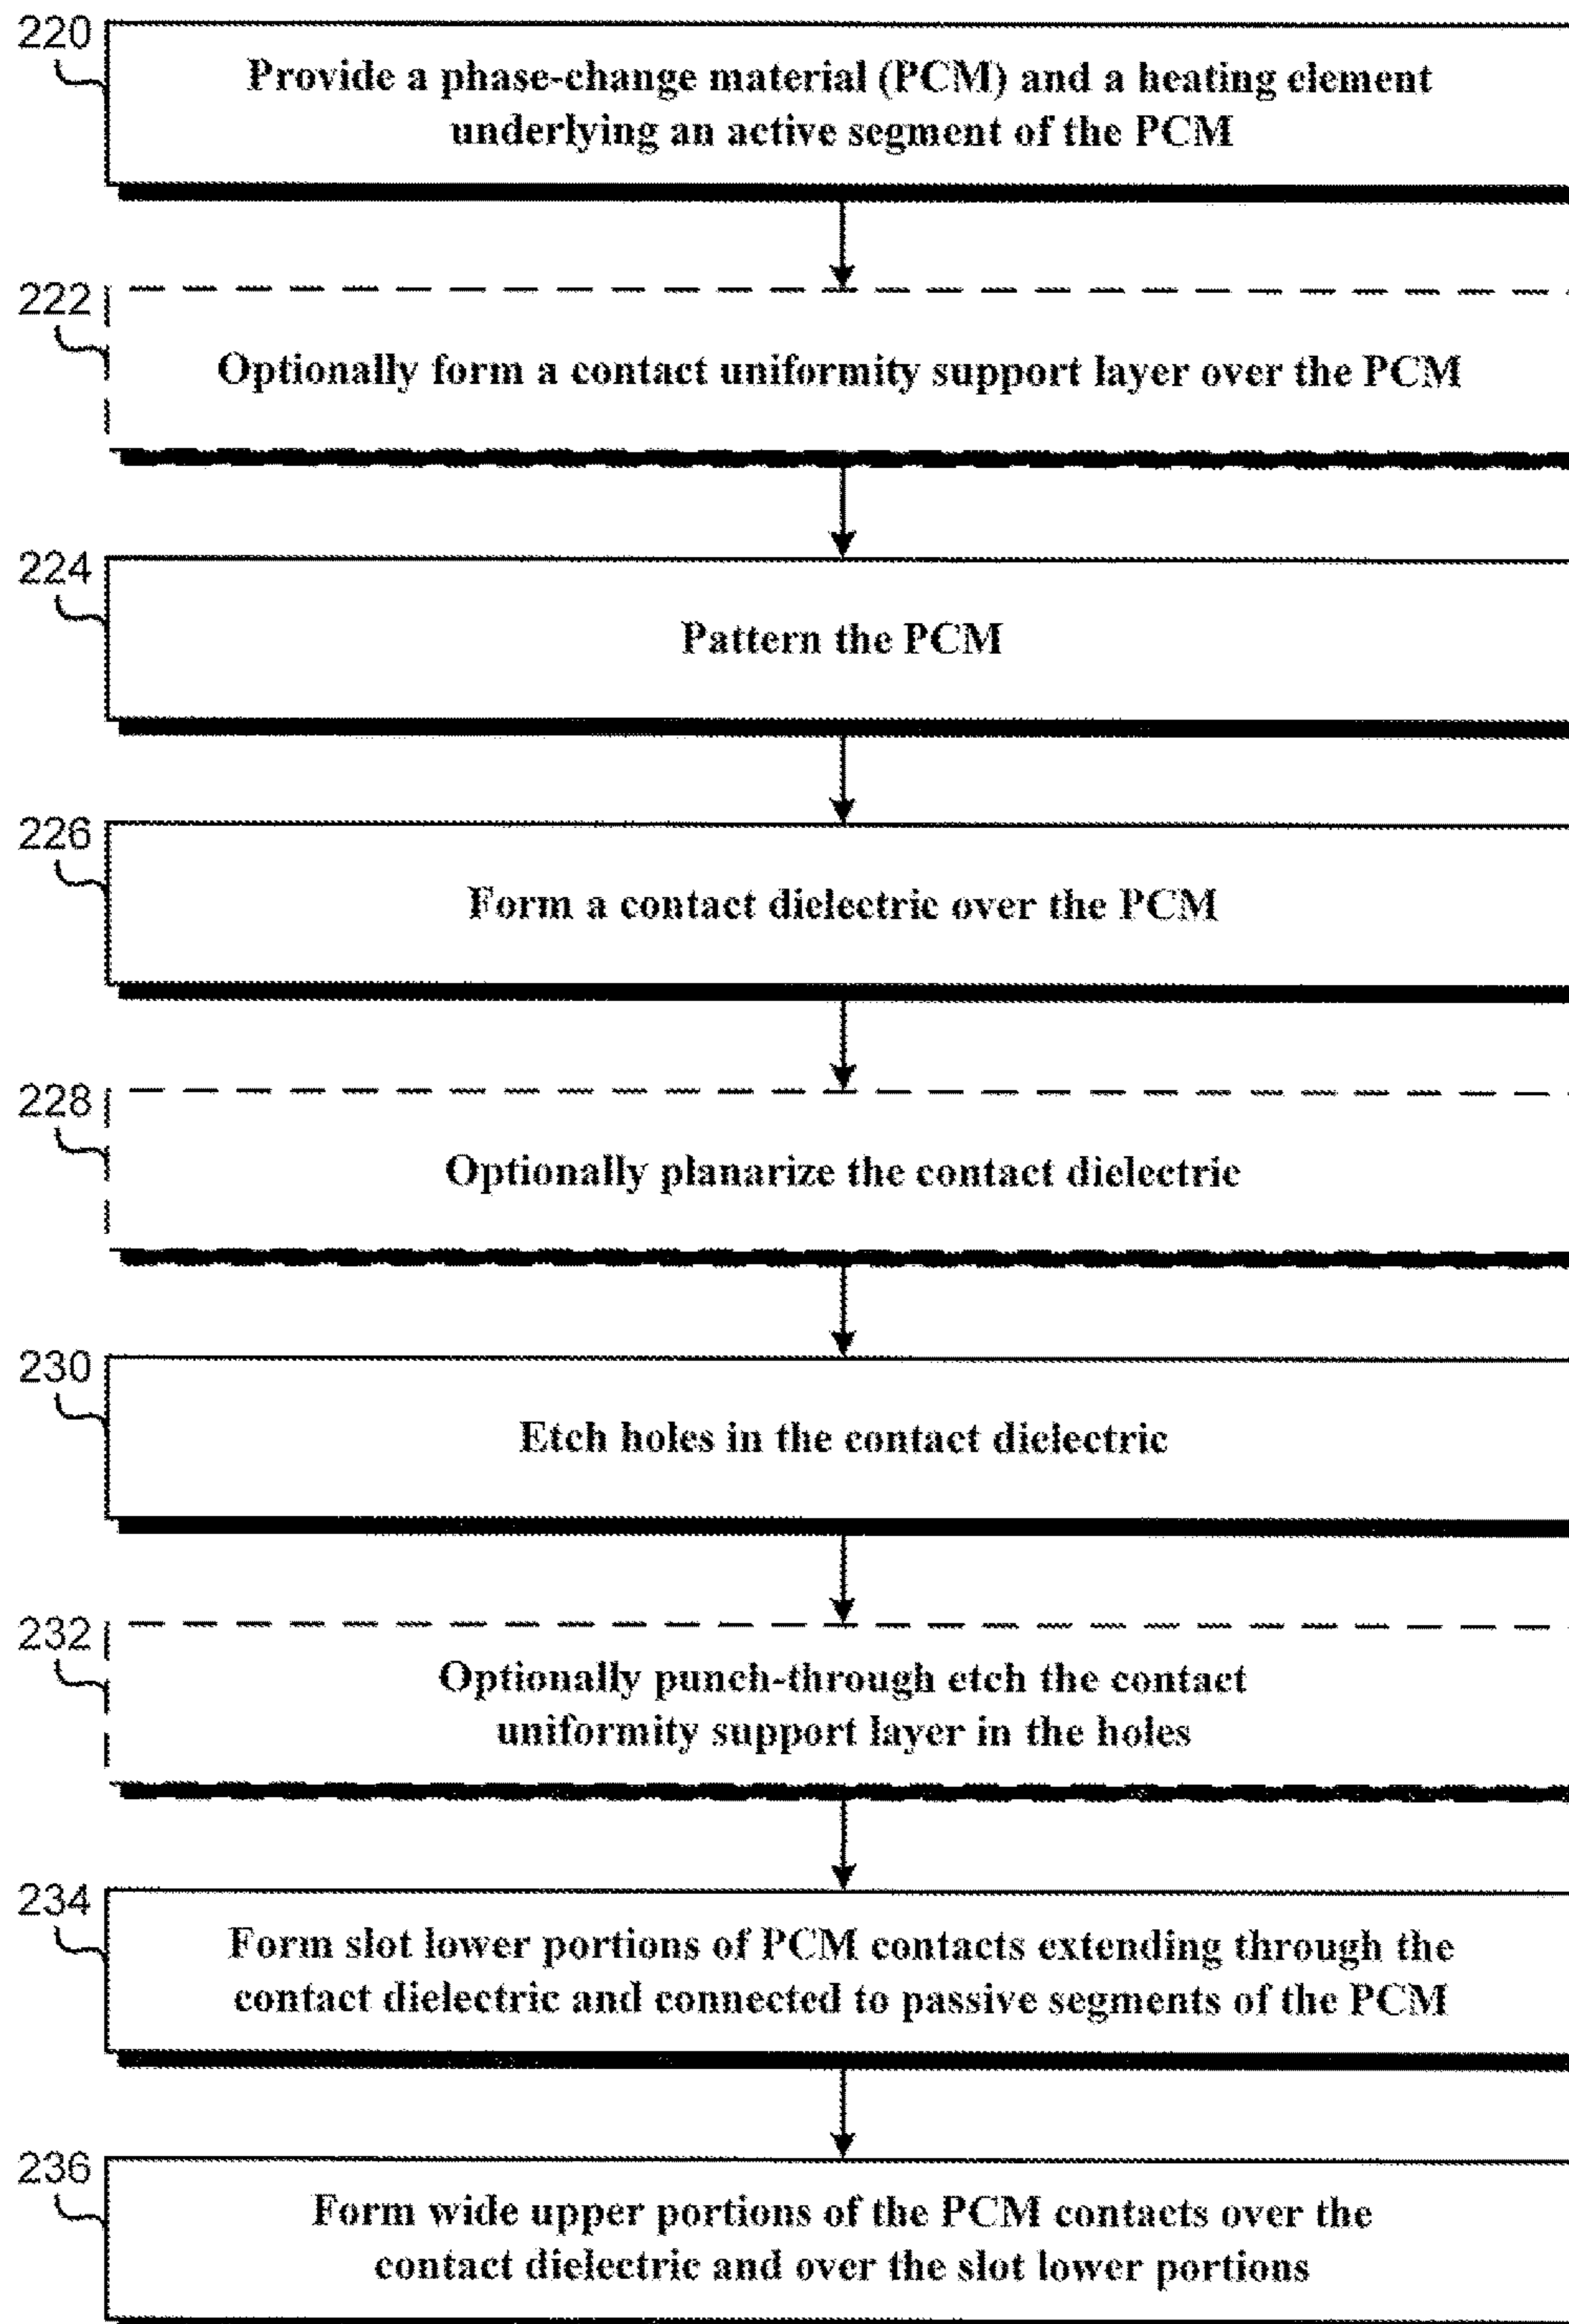 220
Provide a phase-change material (PCM) and a heating element
underlying an active segment of the PCM
222
Optionally form a contact uniformity support layer over the PCM
224
Pattern the PCM
226
Form a contact dielectric over the PCM
228
Optionally planarize the contact dielectric
230
Etch holes in the contact dielectric
232
Optionally punch-through etch the contact
uniformity support layer in the holes
234
Form slot lower portions of PCM contacts extending through the
contact dielectric and connected to passive segments of the PCM
236
Form wide upper portions of the PCM contacts over the
contact dielectric and over the slot lower portions